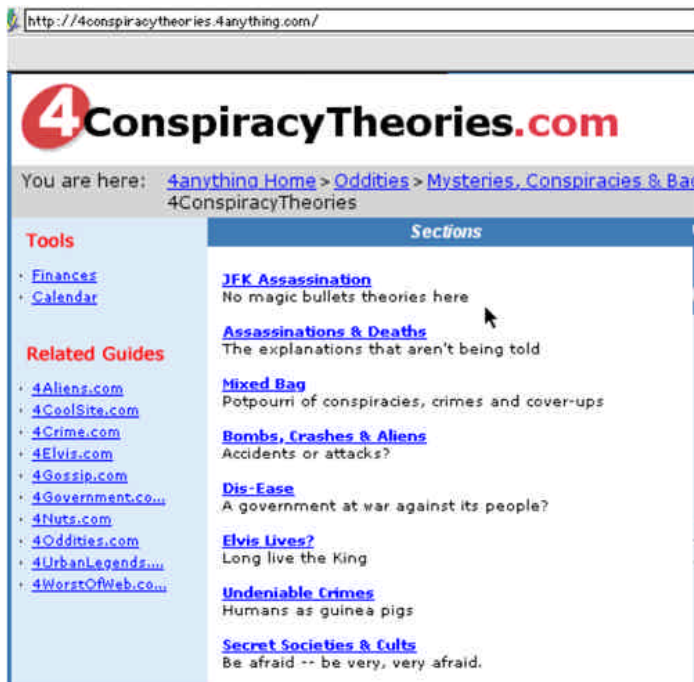 http://4conspiracytheories.4anything.com/
4ConspiracyTheories.com
You are here: 4anything Home > Oddities > Mysteries, Conspiracies &
4ConspiracyTheories
Tools
Finances
Calendar
Related Guides
4Aliens.com
4CoolSite.com
4Crime.com
4Elvis.com
4Gossip.com
4Government.co...
4Nuts.com
4Oddities.com
4UrbanLegends....
4WorstOfWeb.co...
Sections
JFK Assassination
No magic bullets theories here
Assassinations & Deaths
The explanations that aren't being told
Mixed Bag
Potpourri of conspiracies, crimes and cover-ups
Bombs, Crashes & Aliens
Accidents or attacks?
Dis-Ease
A government at war against its people?
Elvis Lives?
Long live the King
Undeniable Crimes
Humans as guinea pigs
Secret Societies & Cults
Be afraid -- be very, very afraid.